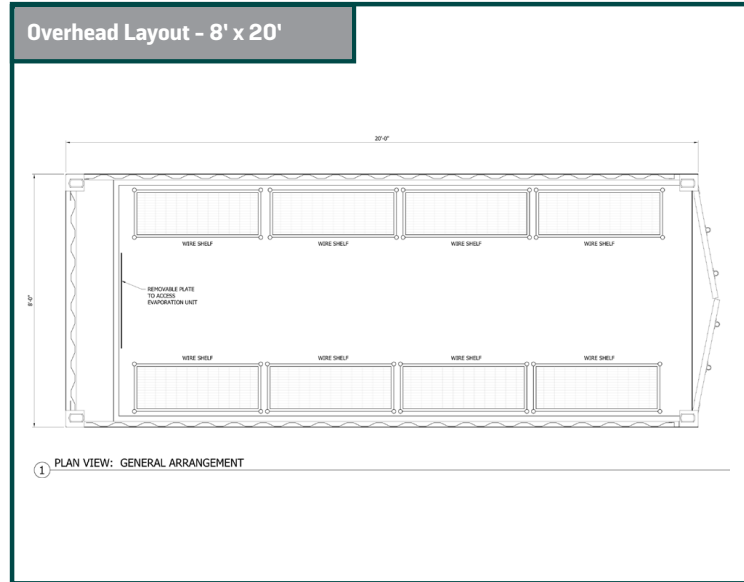 Overhead Layout - 8' x 20'
20'-0"
8'-0"
WIRE SHELF WIRE SHELF WIRE SHELF WIRE SHELF
REMOVABLE PLATE
TO ACCESS
EVAPORATION UNIT
WIRE SHELF WIRE SHELF WIRE SHELF WIRE SHELF
1 PLAN VIEW: GENERAL ARRANGEMENT